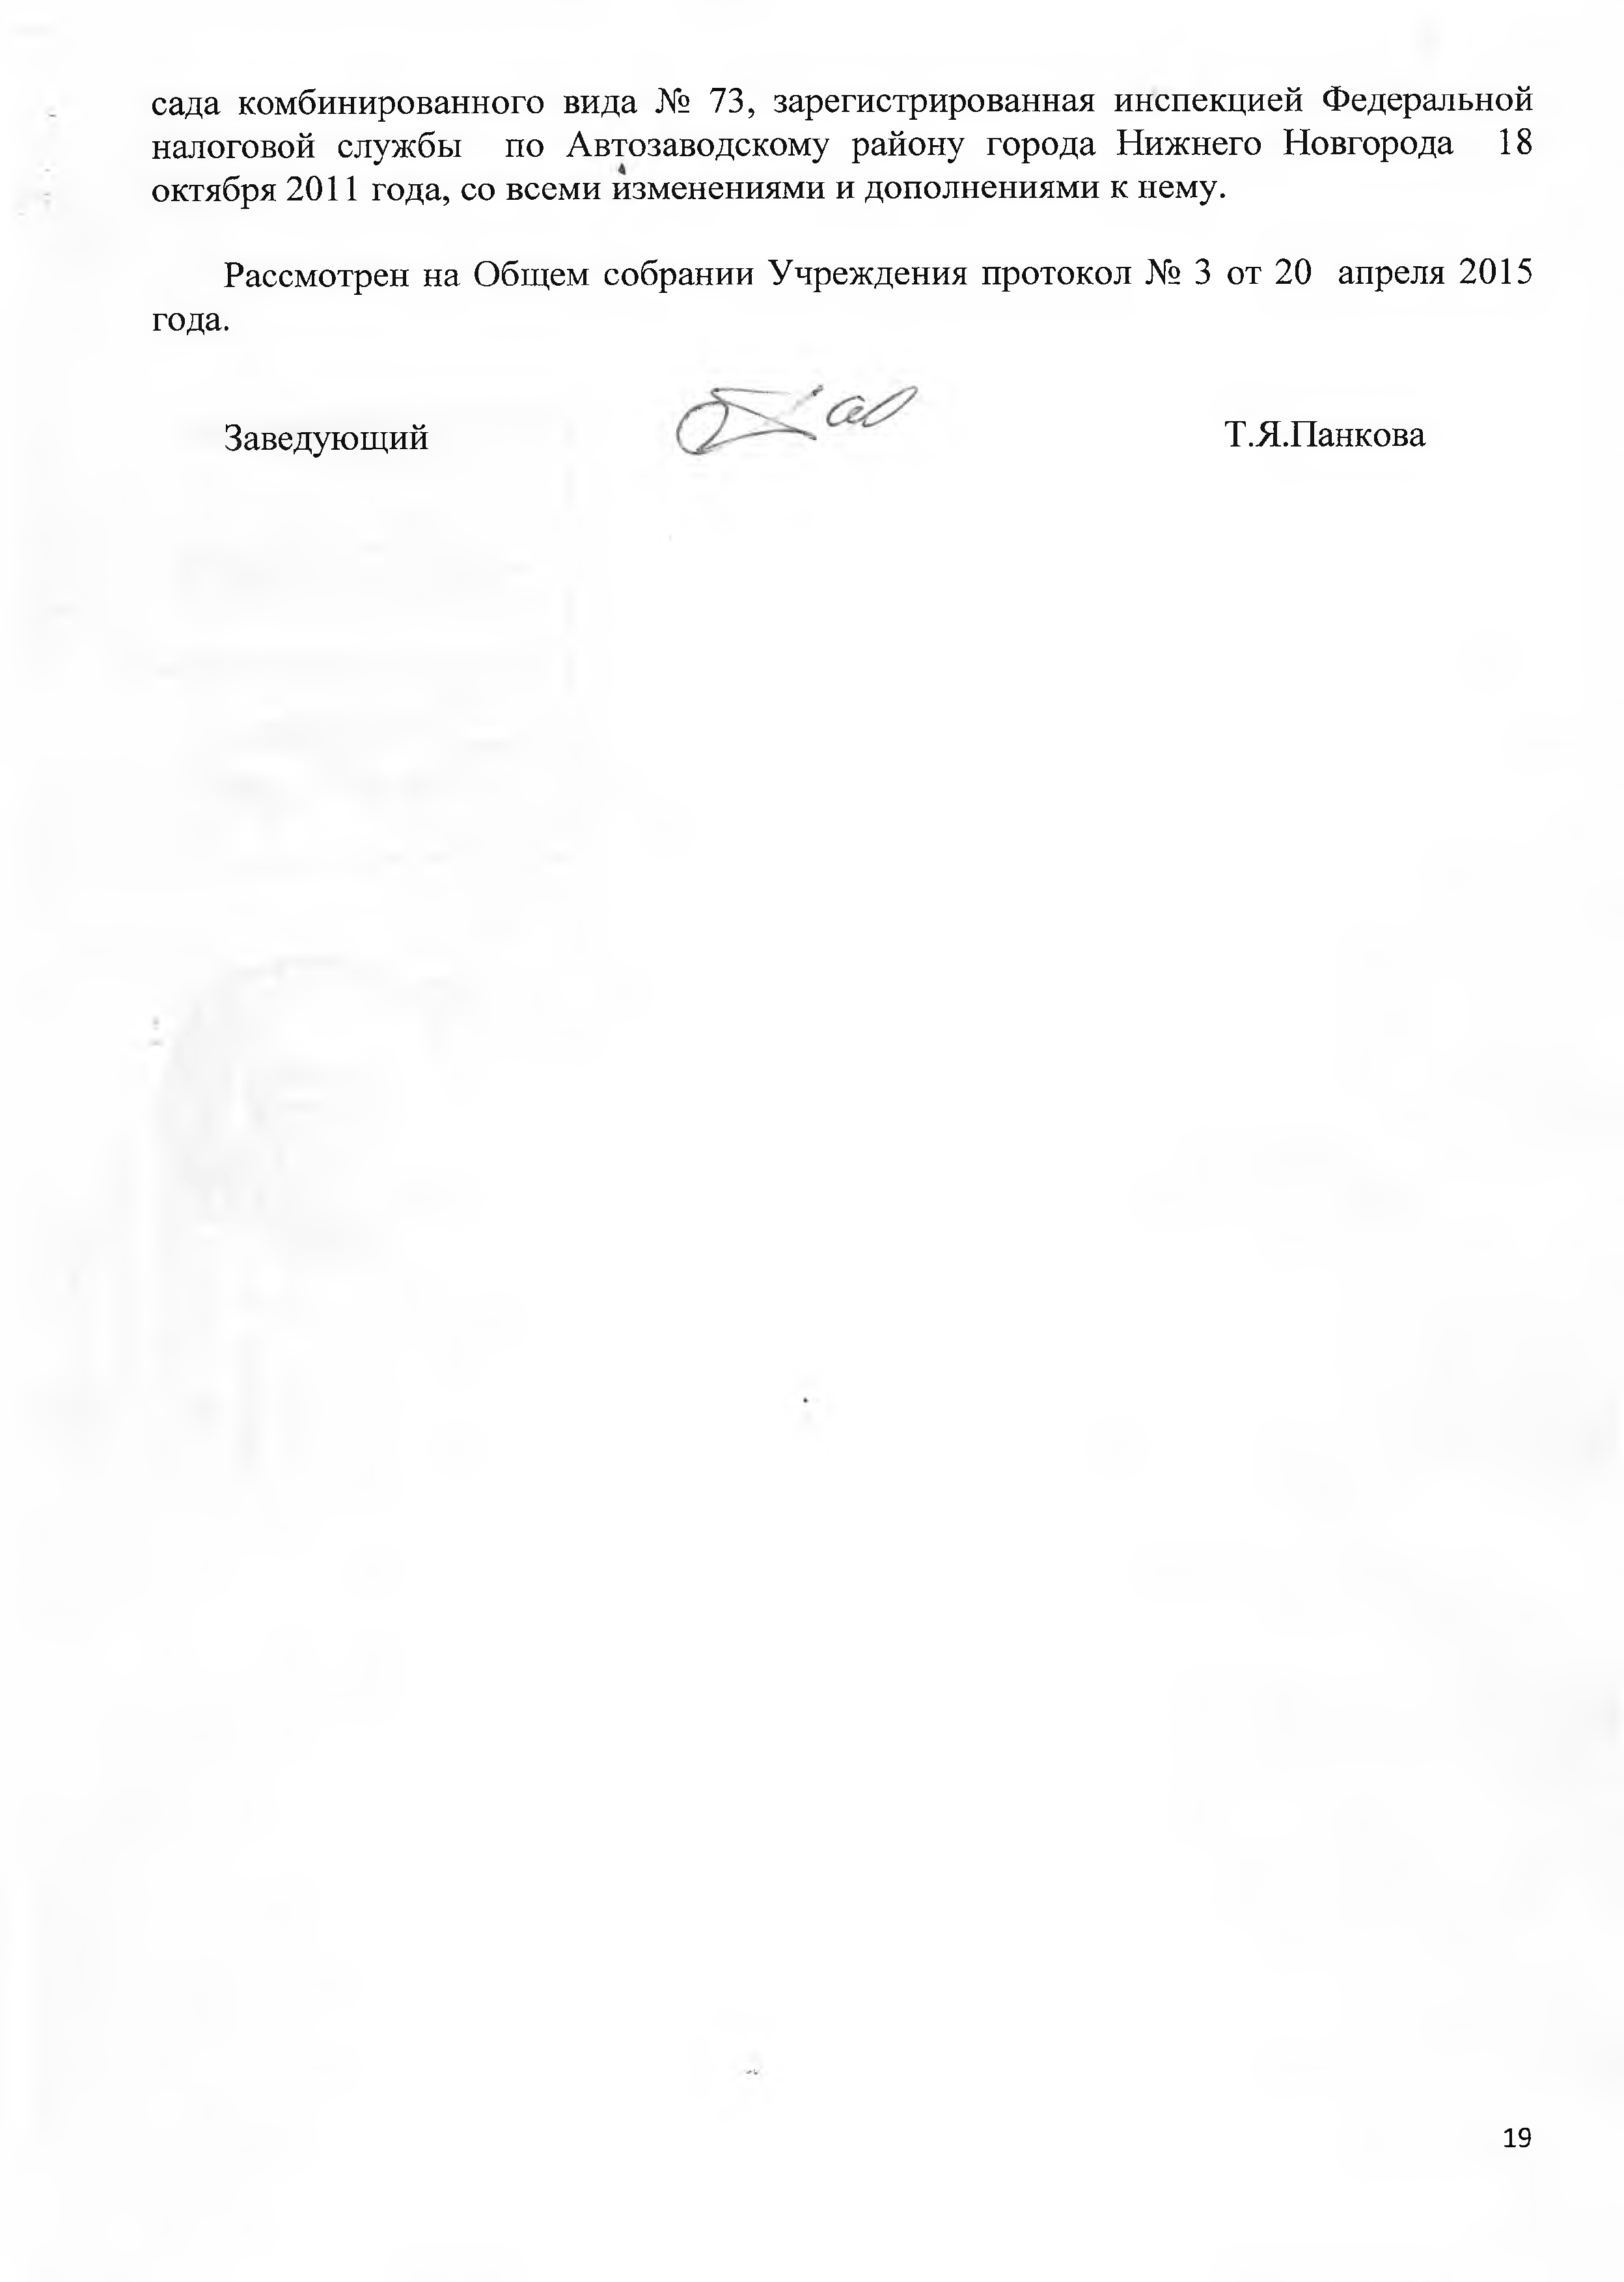 сада комбинированного вида № 73, зарегистрированная инспекцией Федеральной
налоговой службы по Автозаводскому району города Нижнего Новгорода 18
октября 2011 года, со всеми изменениями и дополнениями к нему.
Рассмотрен на Общем собрании Учреждения протокол № 3 от 20 апреля 2015
года.
Заведующий Т.Я.Панкова
19